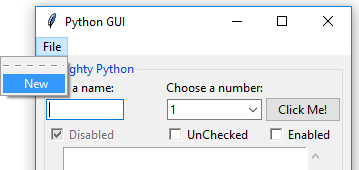 Python GUI
File
New
ghty Python
a name:
Choose a number:
1
Click Me!
Disabled
UnChecked
Enabled